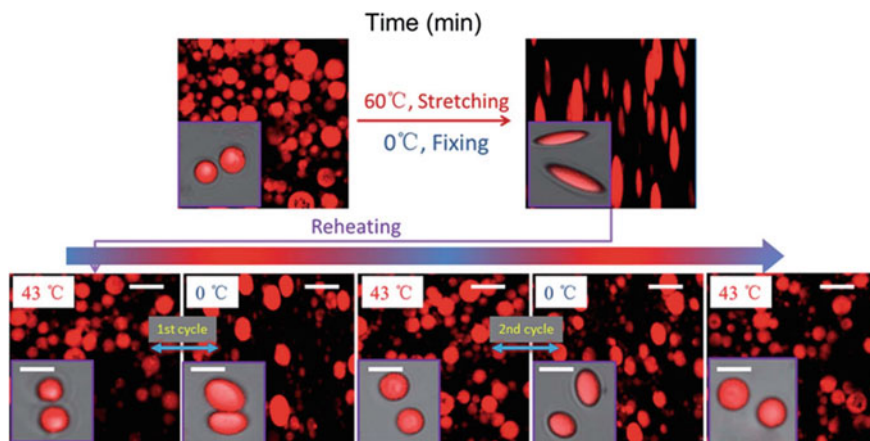 Time (min)
60℃, Stretching
0℃, Fixing
Reheating
43 ℃
0 ℃
43 ℃
0 ℃
43 ℃
1st cycle
2nd cycle